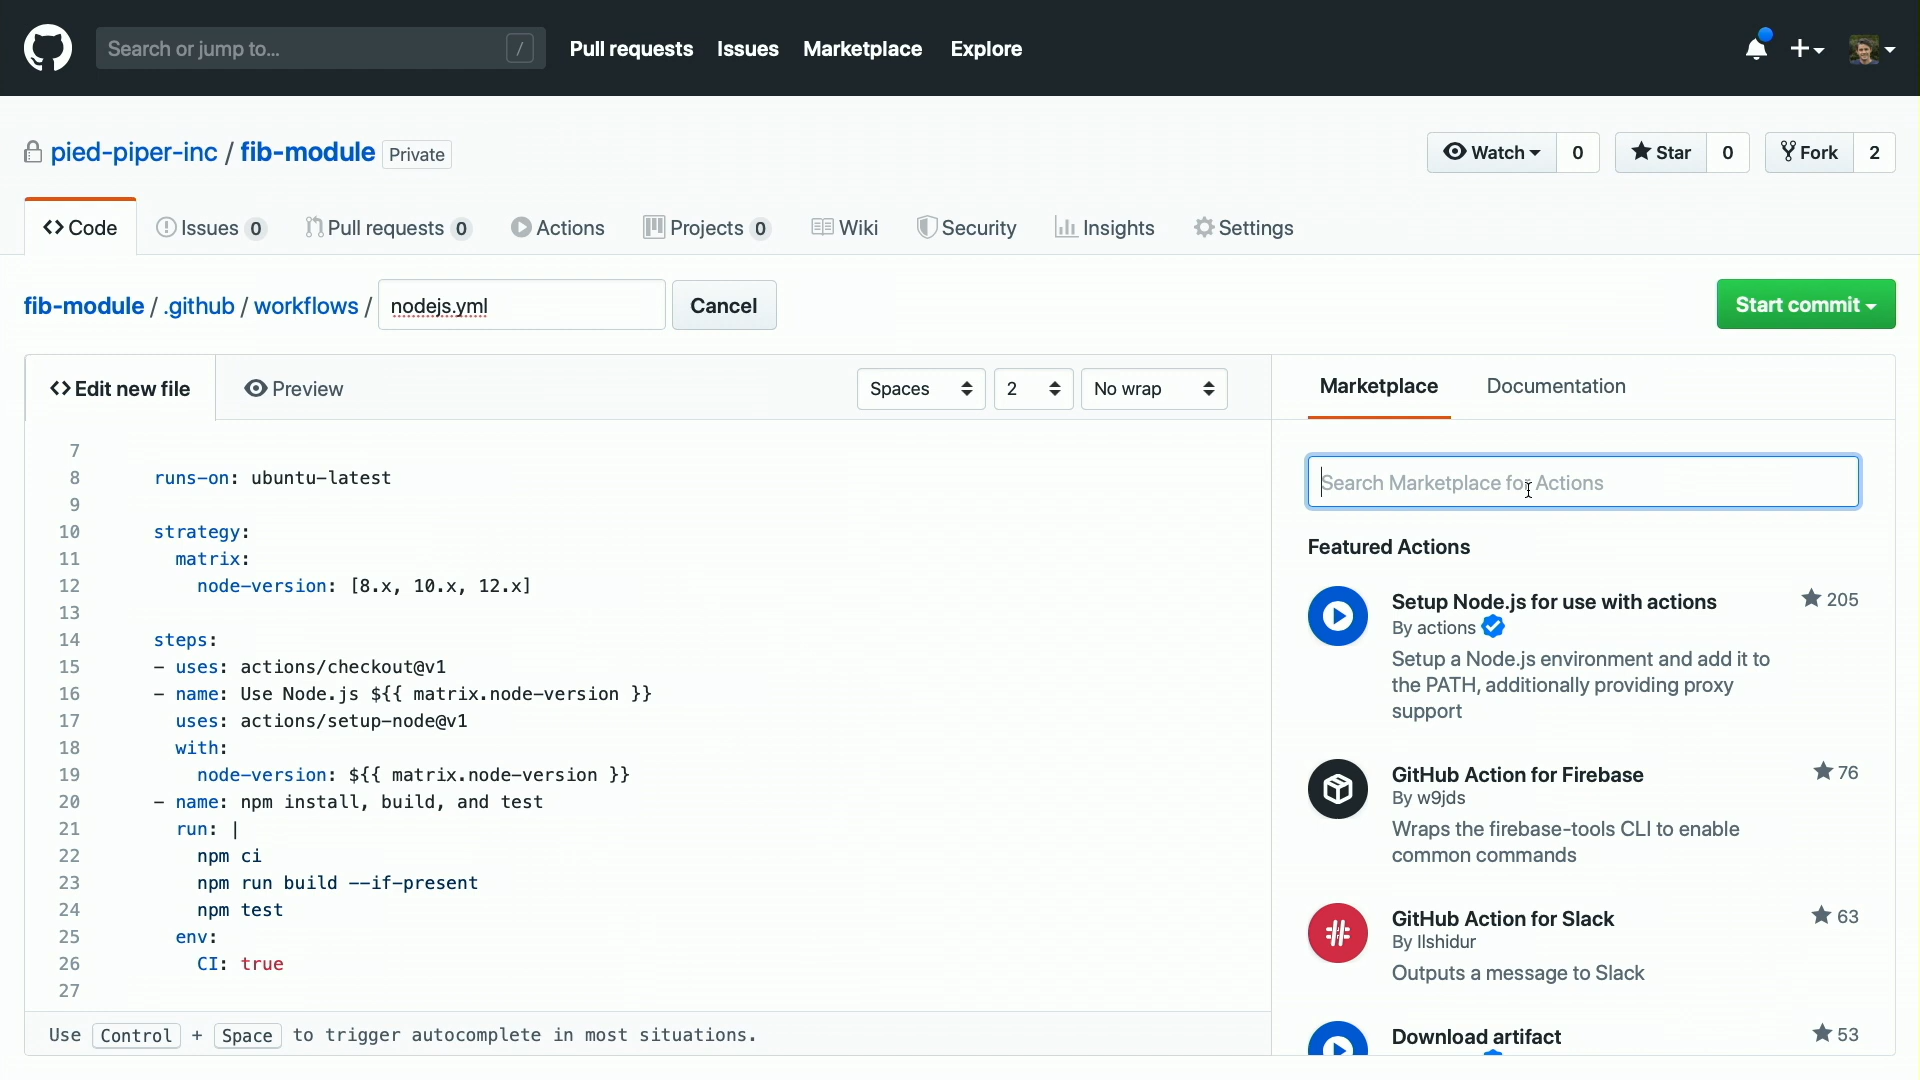 Search or jump to... /
Pull requests Issues Marketplace Explore
pied-piper-inc / fib-module Private
Watch 0 Star 0 Fork 2
Code Issues 0 Pull requests 0 Actions Projects 0 Wiki Security Insights Settings
fib-module / .github / workflows / nodejs.yml Cancel
Start commit
Edit new file Preview
Spaces 2 No wrap
7
8 runs-on: ubuntu-latest
9
10 strategy:
11 matrix:
12 node-version: [8.x, 10.x, 12.x]
13
14 steps:
15 - uses: actions/checkout@v1
16 - name: Use Node.js ${{ matrix.node-version }}
17 uses: actions/setup-node@v1
18 with:
19 node-version: ${{ matrix.node-version }}
20 - name: npm install, build, and test
21 run: |
22 npm ci
23 npm run build --if-present
24 npm test
25 env:
26 CI: true
27
Use Control + Space to trigger autocomplete in most situations.
Marketplace Documentation
Search Marketplace for Actions
Featured Actions
Setup Node.js for use with actions 205
By actions
Setup a Node.js environment and add it to
the PATH, additionally providing proxy
support
GitHub Action for Firebase 76
By w9jds
Wraps the firebase-tools CLI to enable
common commands
GitHub Action for Slack 63
By Ilshidur
Outputs a message to Slack
Download artifact 53